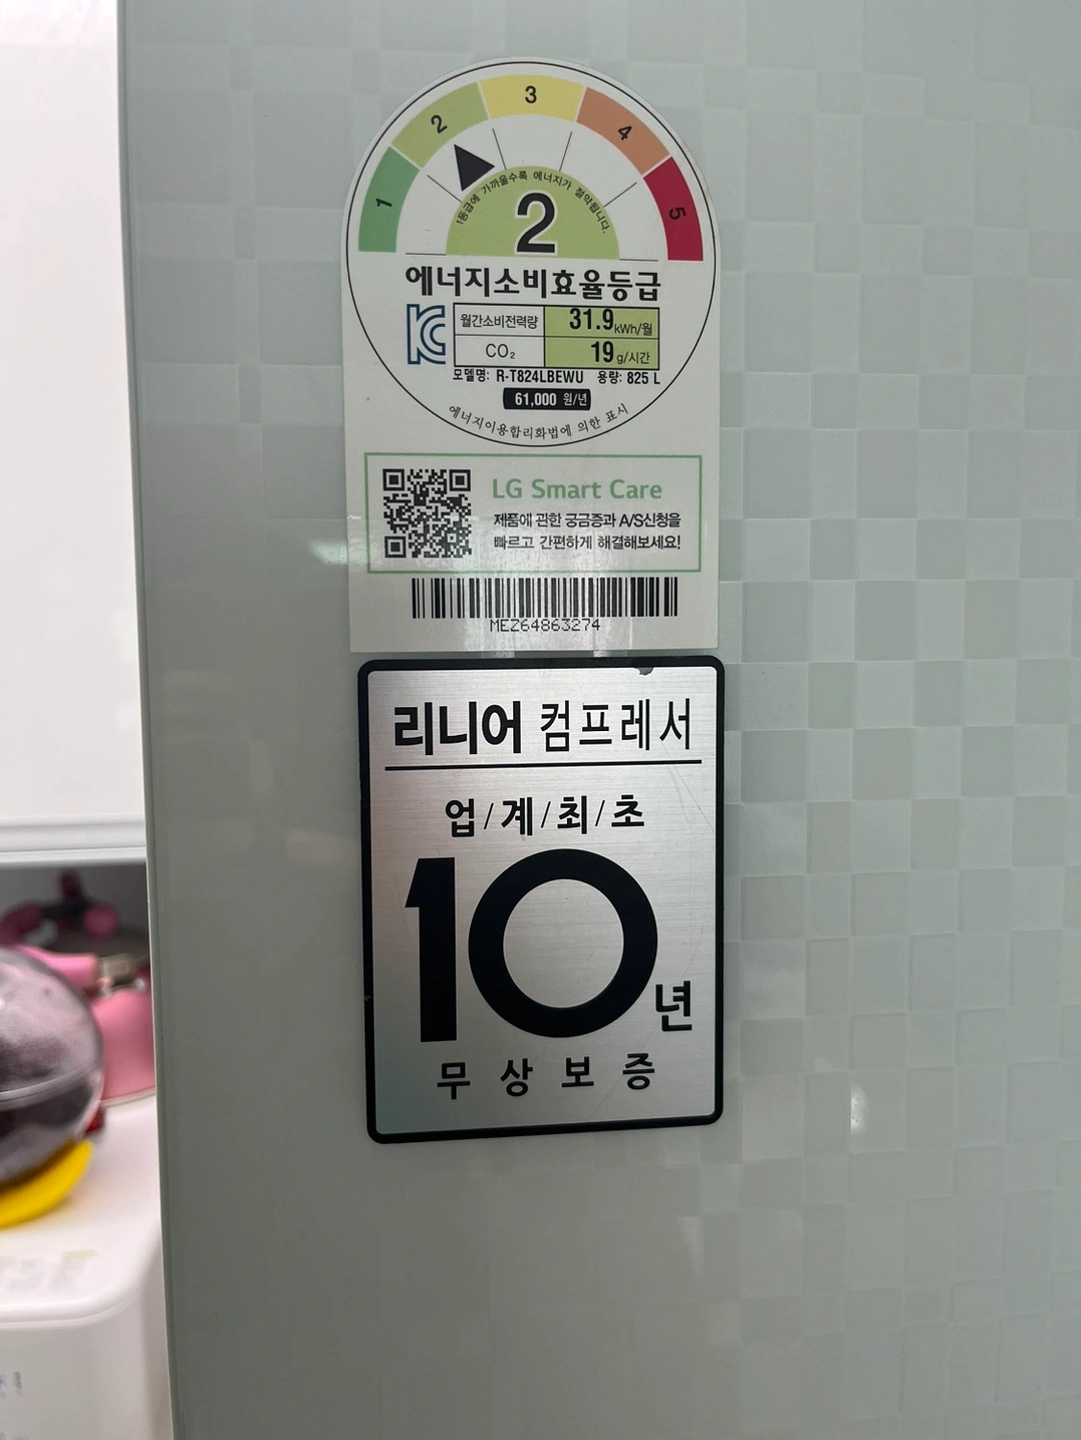 1 2 3 4 5
1등급에 가까울수록 에너지가 절약됩니다.
2
에너지소비효율등급
월간소비전력량 31.9 kWh/월
CO₂ 19 g/시간
모델명: R-T824LBEWU 용량: 825 L
61,000 원/년
에너지이용합리화법에 의한 표시
LG Smart Care
제품에 관한 궁금증과 A/S신청을
빠르고 간편하게 해결해보세요!
MEZ64863274
리니어 컴프레서
업/계/최/초
10년
무상보증